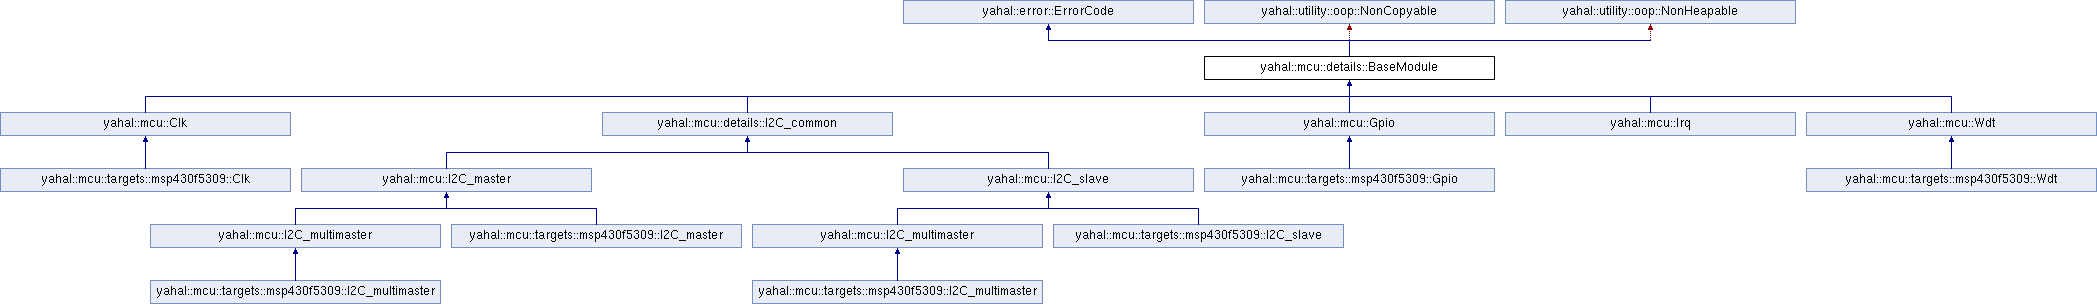 yahal::error::ErrorCode
yahal::utility::oop::NonCopyable
yahal::utility::oop::NonHeapable
yahal::mcu::details::BaseModule
yahal::mcu::Clk
yahal::mcu::details::I2C_common
yahal::mcu::Gpio
yahal::mcu::Irq
yahal::mcu::Wdt
yahal::mcu::targets::msp430f5309::Clk
yahal::mcu::I2C_master
yahal::mcu::I2C_slave
yahal::mcu::targets::msp430f5309::Gpio
yahal::mcu::targets::msp430f5309::Wdt
yahal::mcu::I2C_multimaster
yahal::mcu::targets::msp430f5309::I2C_master
yahal::mcu::I2C_multimaster
yahal::mcu::targets::msp430f5309::I2C_slave
yahal::mcu::targets::msp430f5309::I2C_multimaster
yahal::mcu::targets::msp430f5309::I2C_multimaster